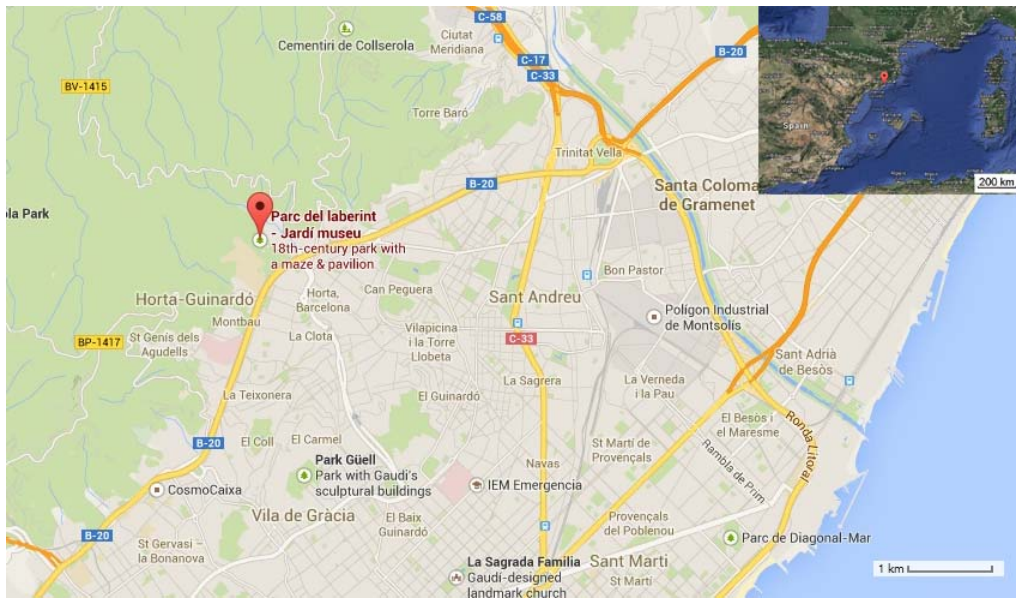 C-58
Ciutat
Meridiana
B-20
Cementiri de Collserola
C-17
C-33
BV-1415
Torre Baró
Trinitat Vella
Spain
200 km
B-20
Santa Coloma
de Gramenet
ola Park
Parc del laberint
- Jardí museu
18th-century park with
a maze & pavilion
Bon Pastor
Can Peguera
Sant Andreu
Horta-Guinardó
Horta,
Barcelona
Montbau
Polígon Industrial
de Montsolís
St Genís dels
Agudells
La Clota
Vilapicina
i la Torre
Llobeta
BP-1417
C-33
Sant Adrià
de Besòs
La Sagrera
La Verneda
i la Pau
La Teixonera
El Guinardó
El Besòs i
el Maresme
Ronda Litoral
B-20
El Coll
El Carmel
St Martí de
Provençals
Rambla de Prim
Park Güell
Park with Gaudi's
sculptural buildings
Navas
CosmoCaixa
IEM Emergencia
Vila de Gràcia
El Baix
Guinardó
Provençals
del Poblenou
B-20
Parc de Diagonal-Mar
St Gervasi –
la Bonanova
La Sagrada Familia
Gaudí-designed
landmark church
Sant Martí
St Martí
1 km